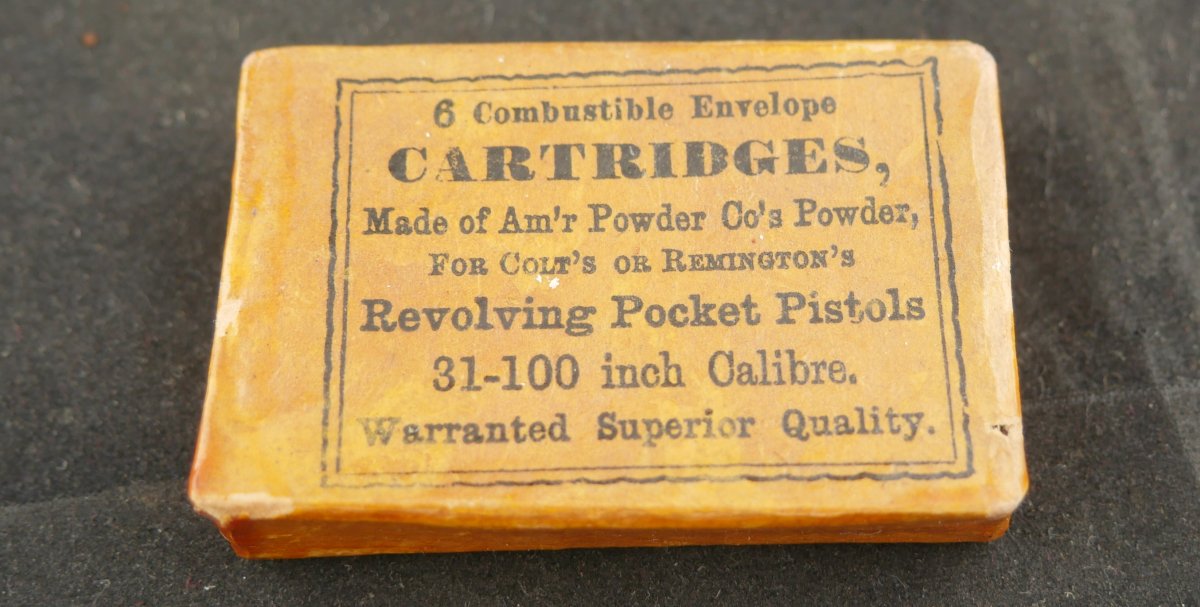 6 Combustible Envelope
CARTRIDGES,
Made of Am'r Powder Co's Powder,
FOR COLT'S OR REMINGTON'S
Revolving Pocket Pistols
31-100 inch Calibre.
Warranted Superior Quality.